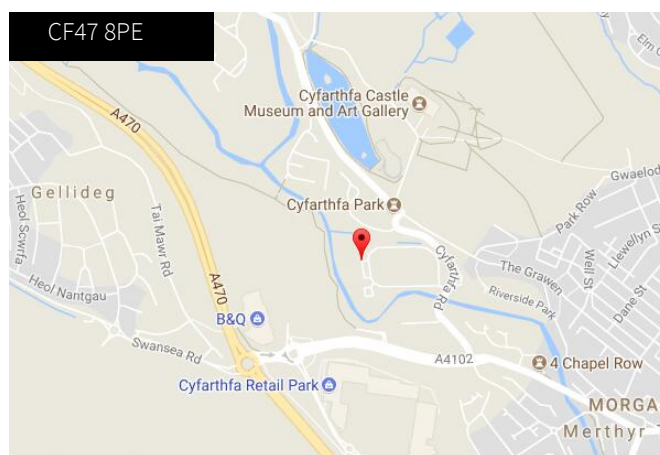 CF47 8PE
Elm C
Cyfarthfa Castle
Museum and Art Gallery
A470
Gellideg
Gwaelod
Heol Scwrfa
Tai Mawr Rd
Cyfarthfa Park
Park Row
Llewellyn S
Well St
Cyfarthfa Rd
The Grawen
Heol Nantgau
A470
Riverside Park
Dane St
B&Q
Swansea Rd
A4102
4 Chapel Row
Cyfarthfa Retail Park
MORGA
Merthyr T